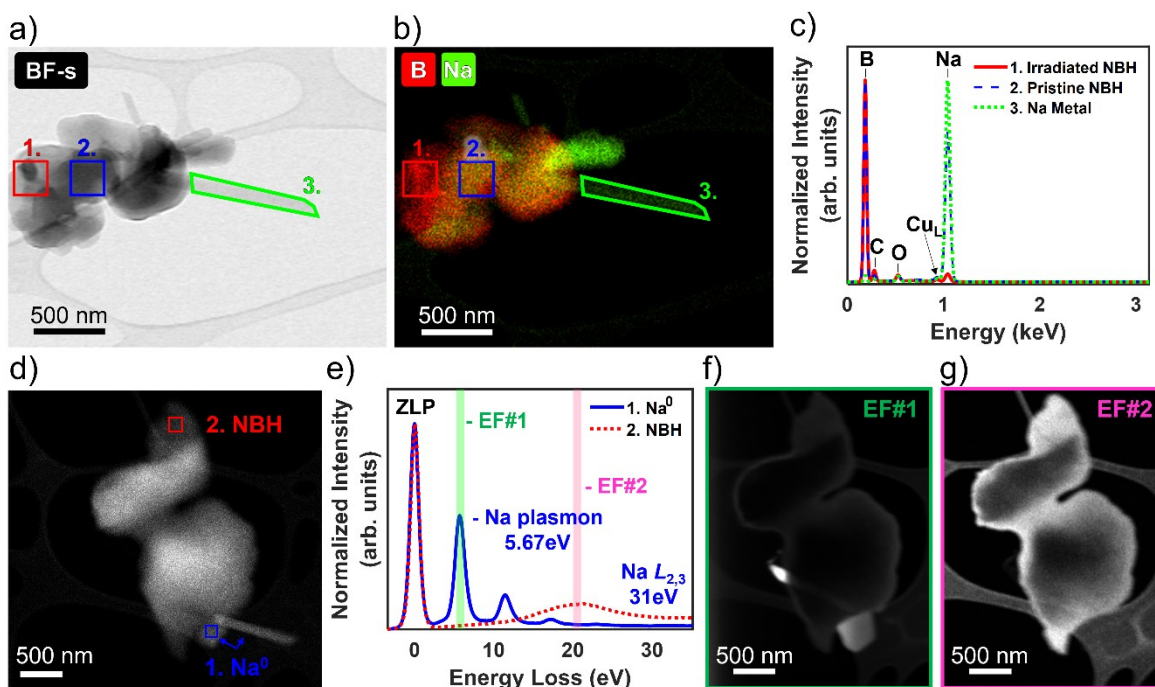 a)
BF-s
1.
2.
3.
500 nm
b)
B Na
1.
2.
3.
500 nm
c)
Normalized Intensity
(arb. units)
B
C
O
CuL
Na
1. Irradiated NBH
2. Pristine NBH
3. Na Metal
0 1 2 3
Energy (keV)
d)
2. NBH
1. Na⁰
500 nm
e)
Normalized Intensity
(arb. units)
ZLP
1. Na⁰
2. NBH
- EF#1
- EF#2
- Na plasmon
5.67eV
Na L2,3
31eV
0 10 20 30
Energy Loss (eV)
f)
EF#1
500 nm
g)
EF#2
500 nm